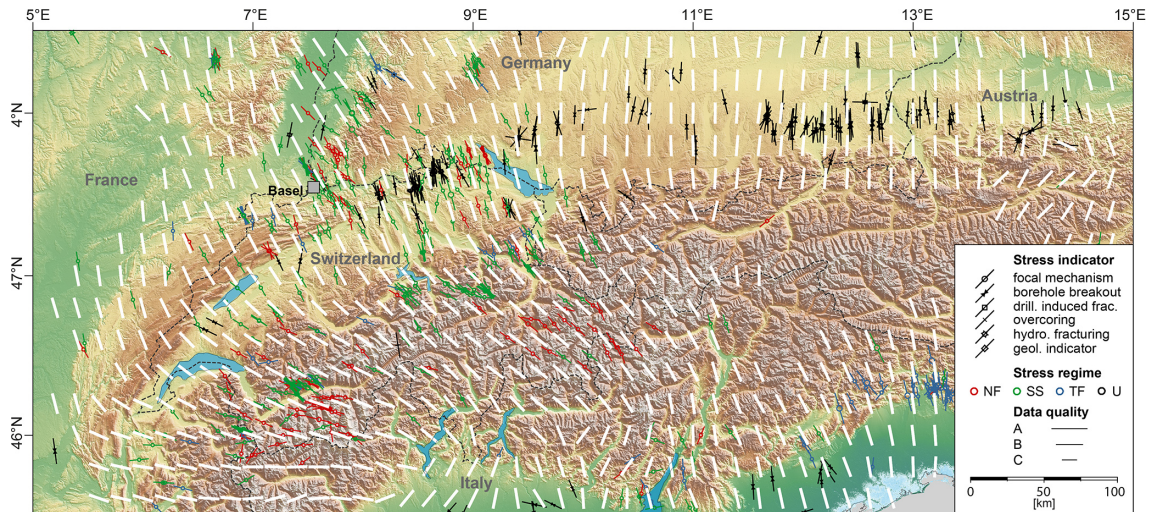 5°E 7°E 9°E 11°E 13°E 15°E
Germany
4°N
Austria
France
Basel
Switzerland
47°N
46°N
Italy
Stress indicator
focal mechanism
borehole breakout
drill. induced frac.
overcoring
hydro. fracturing
geol. indicator
Stress regime
NF SS TF U
Data quality
A
B
C
0 50 100
[km]